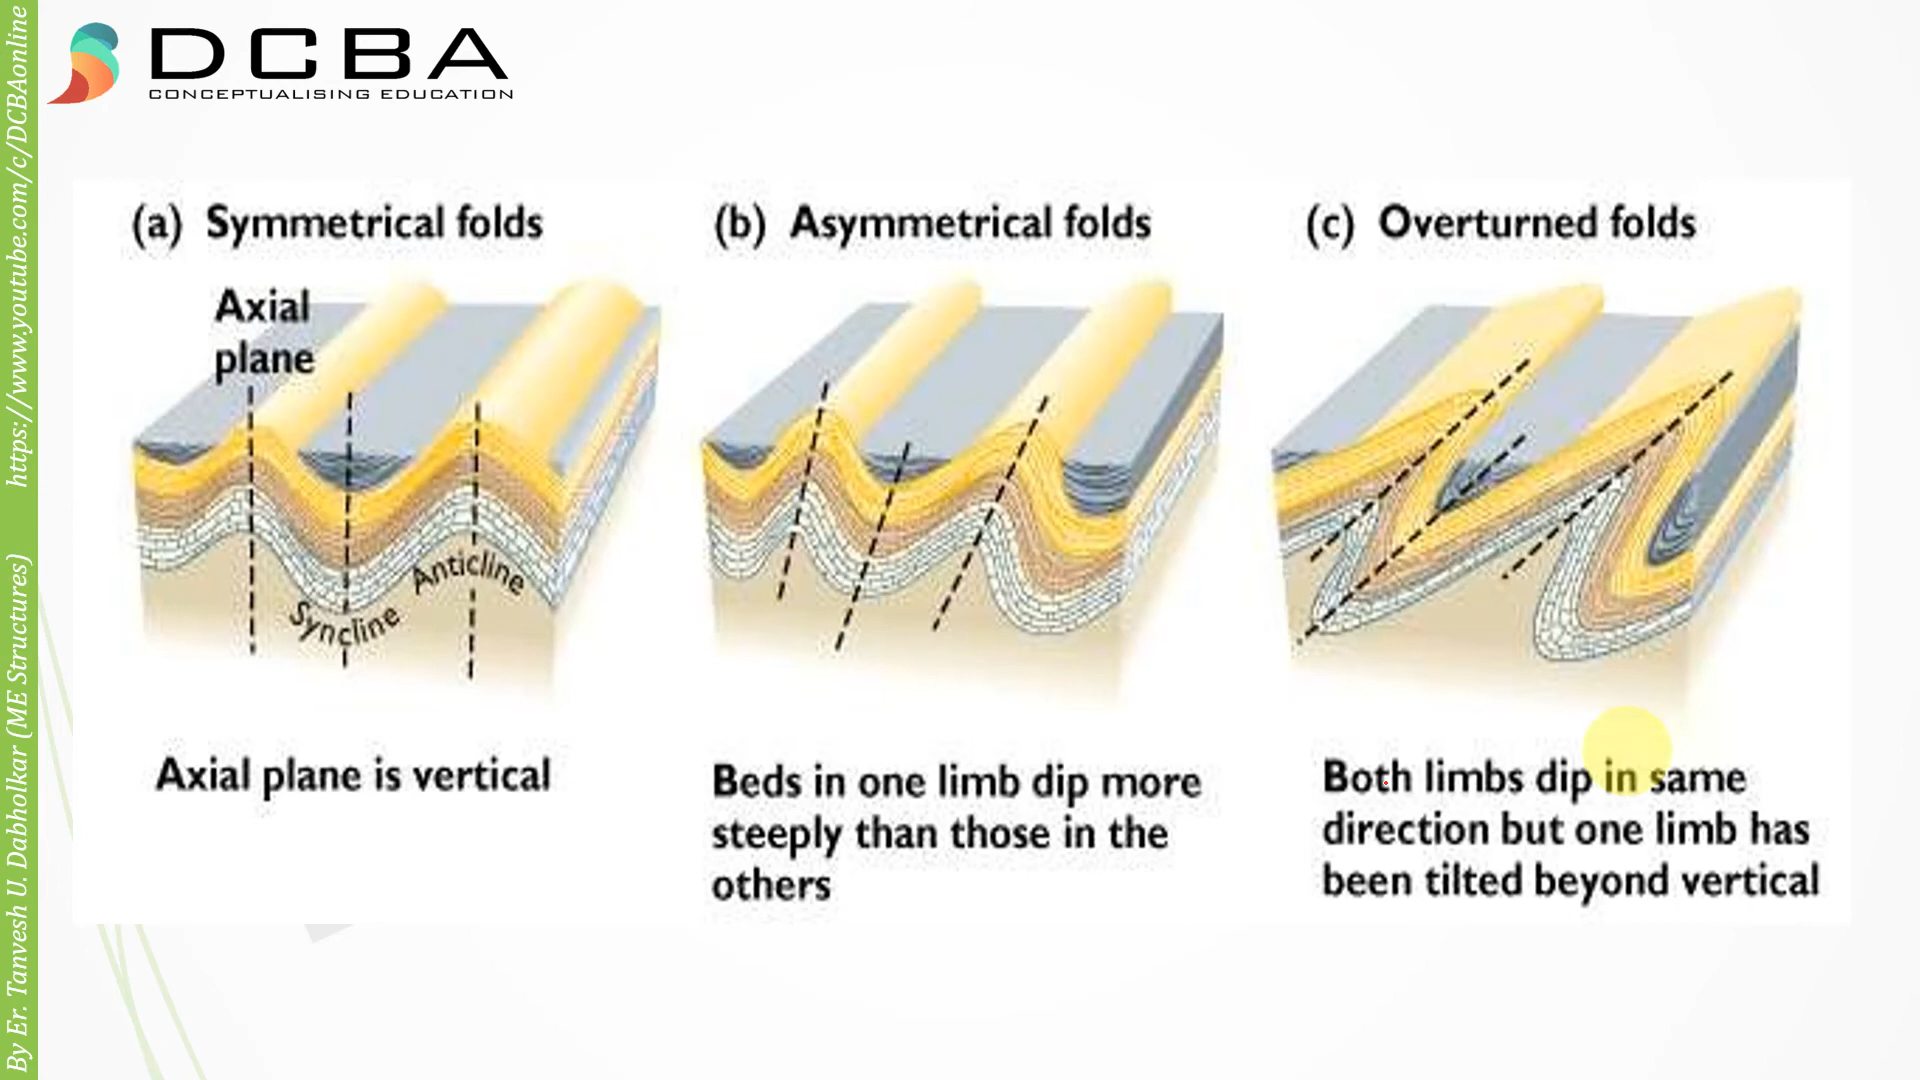 DCBA
CONCEPTUALISING EDUCATION
By Er. Tanvesh U. Dabholkar (ME Structures) https://www.youtube.com/c/DCBAonline
(a) Symmetrical folds
Axial
plane
Syncline
Anticline
Axial plane is vertical
(b) Asymmetrical folds
Beds in one limb dip more
steeply than those in the
others
(c) Overturned folds
Both limbs dip in same
direction but one limb has
been tilted beyond vertical